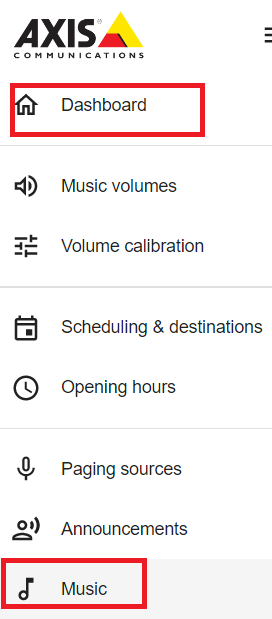 AXIS
COMMUNICATIONS
Dashboard
Music volumes
Volume calibration
Scheduling & destinations
Opening hours
Paging sources
Announcements
Music